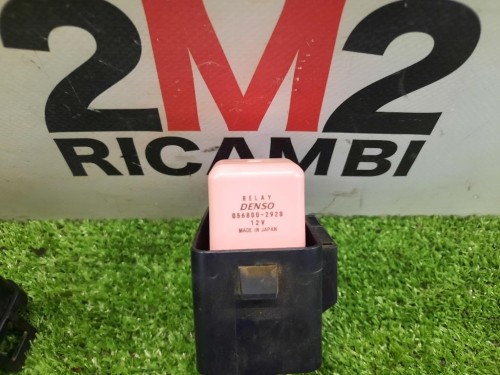 2M2
RICAMBI
RELAY
DENSO
056800-2920
12V
MADE IN JAPAN